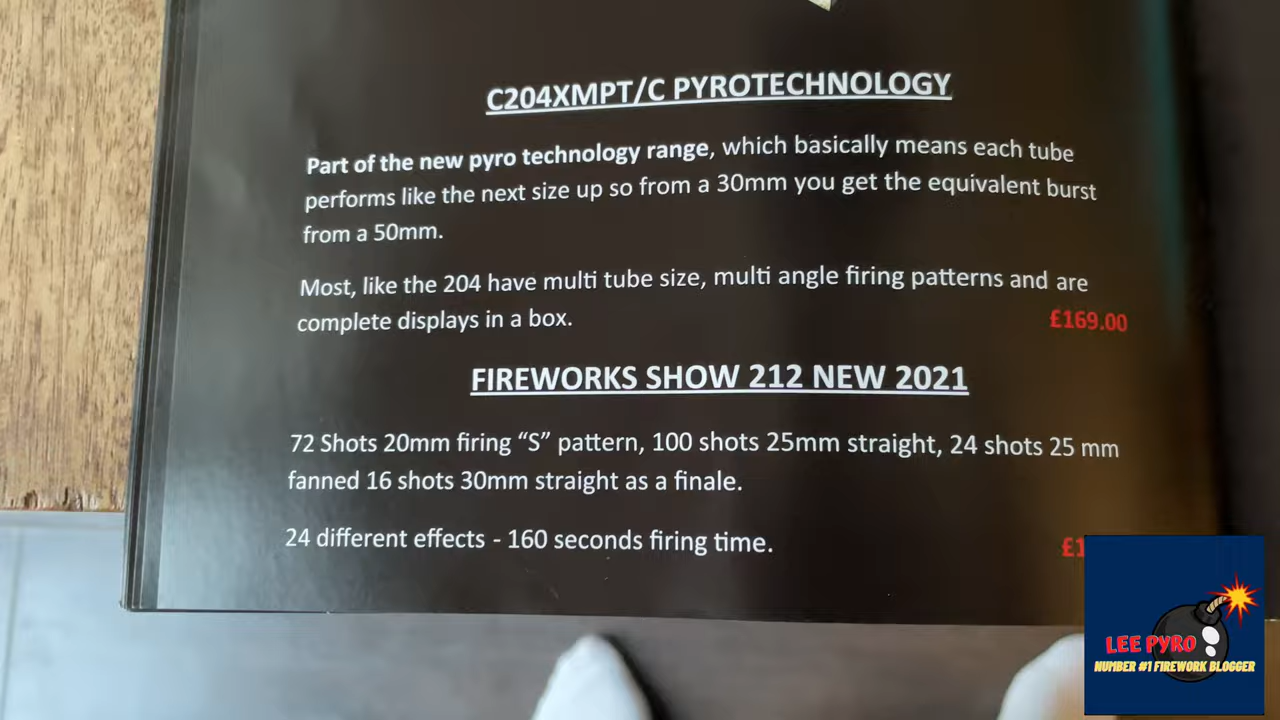 C204XMPT/C PYROTECHNOLOGY
Part of the new pyro technology range, which basically means each tube
performs like the next size up so from a 30mm you get the equivalent burst
from a 50mm.
Most, like the 204 have multi tube size, multi angle firing patterns and are
complete displays in a box.
£169.00
FIREWORKS SHOW 212 NEW 2021
72 Shots 20mm firing “S” pattern, 100 shots 25mm straight, 24 shots 25 mm
fanned 16 shots 30mm straight as a finale.
24 different effects - 160 seconds firing time.
LEE PYRO
NUMBER #1 FIREWORK BLOGGER